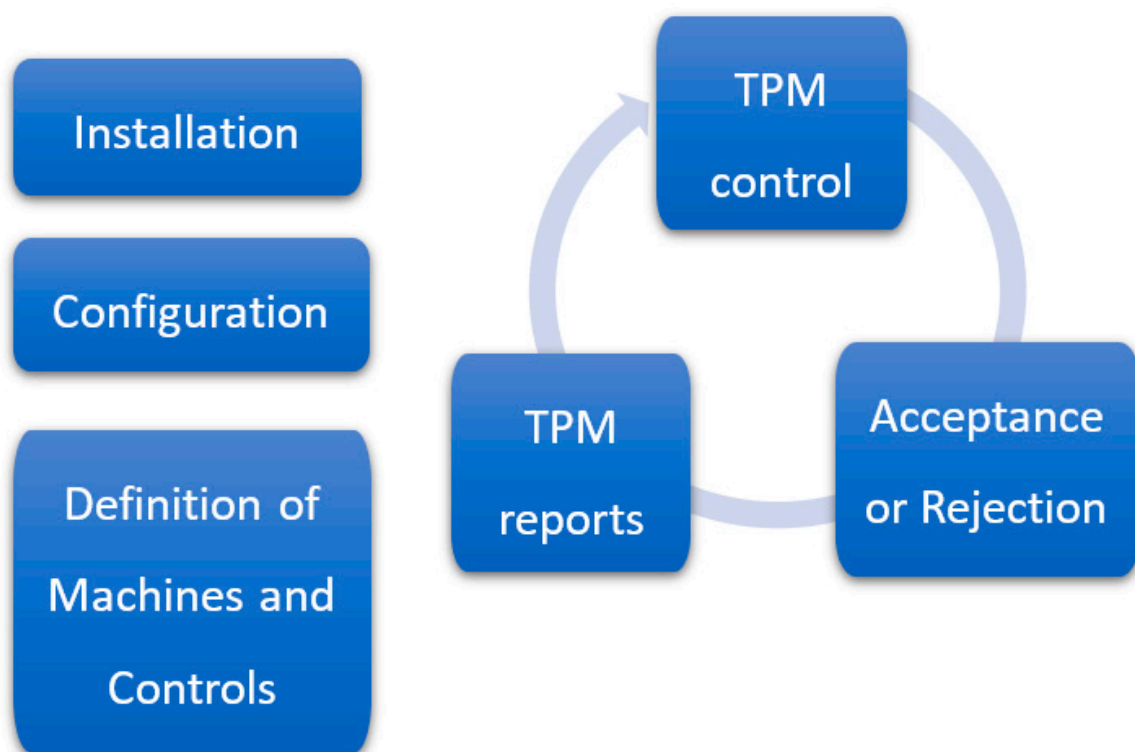 Installation
Configuration
Definition of
Machines and
Controls
TPM
control
Acceptance
or Rejection
TPM
reports